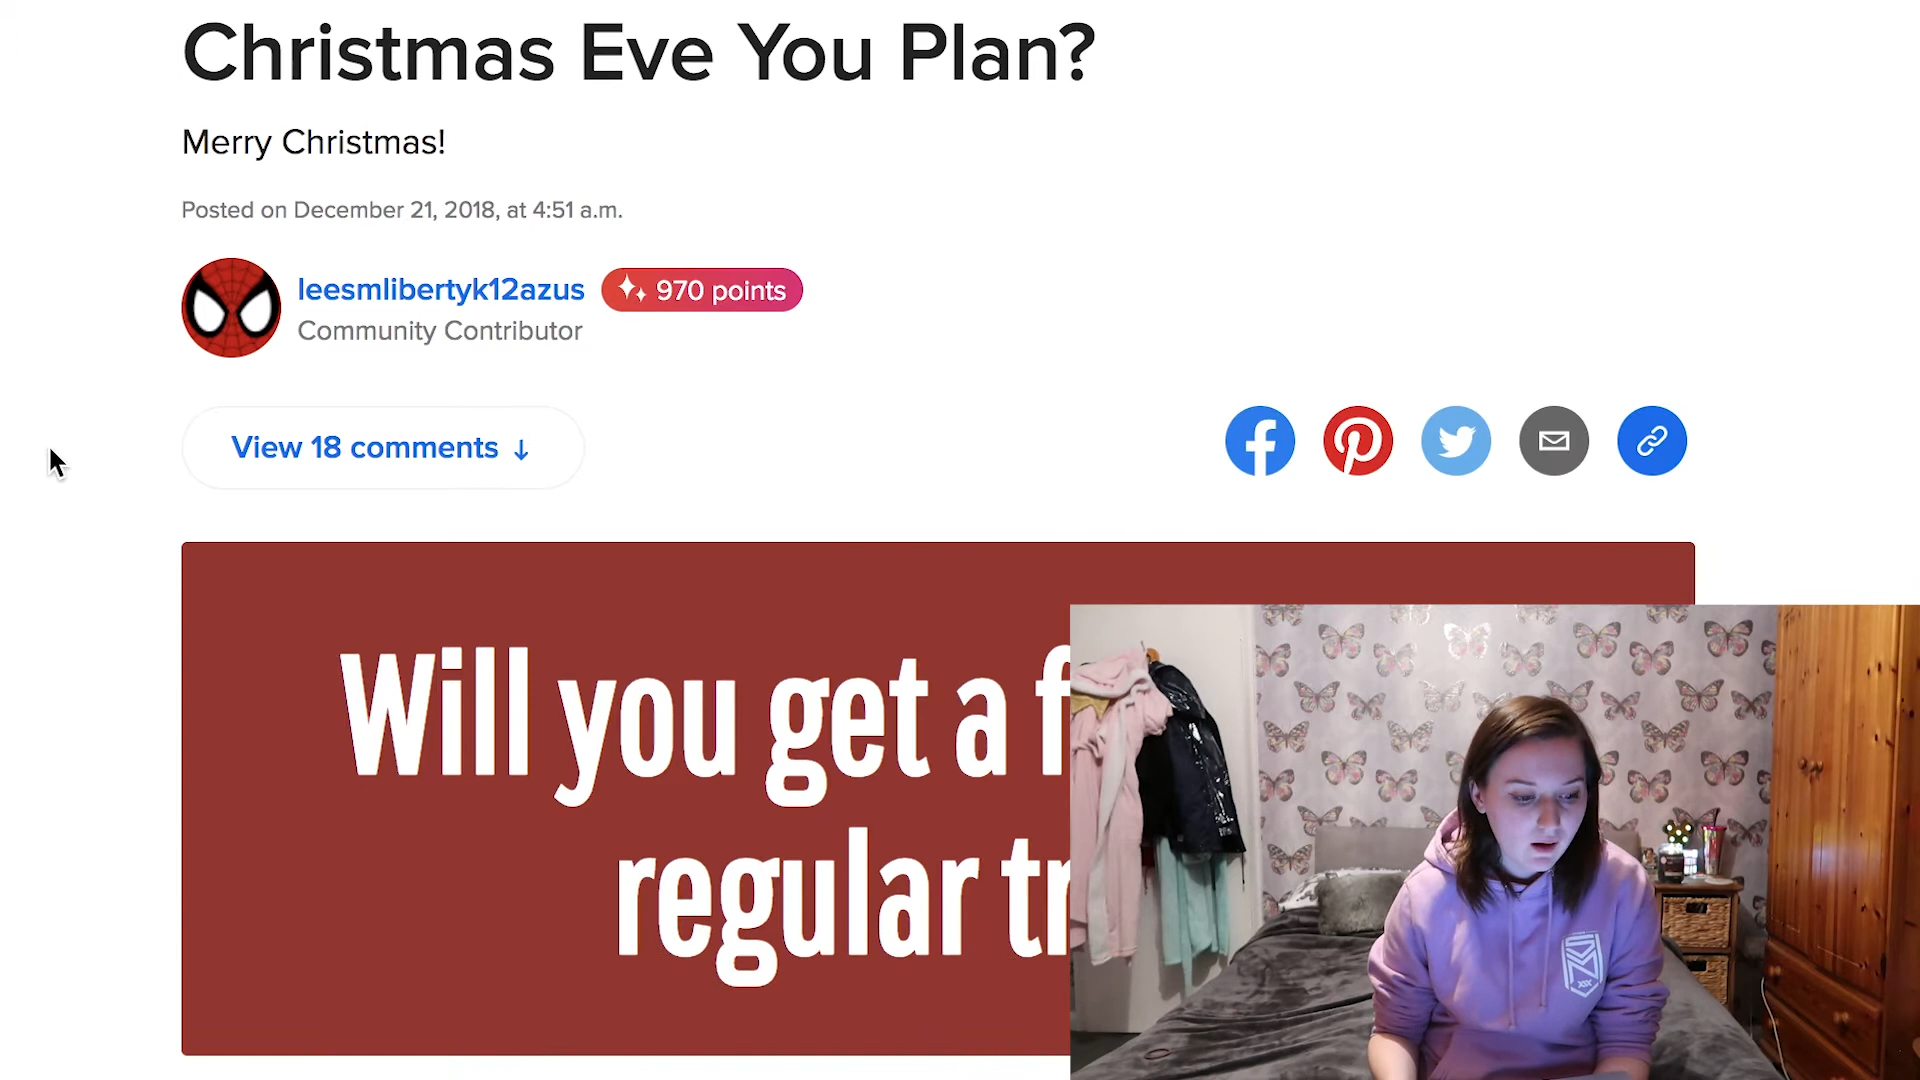 Christmas Eve You Plan?
Merry Christmas!
Posted on December 21, 2018, at 4:51 a.m.
leesmlibertyk12azus
970 points
Community Contributor
View 18 comments ↓
Will you get a f
regular tr